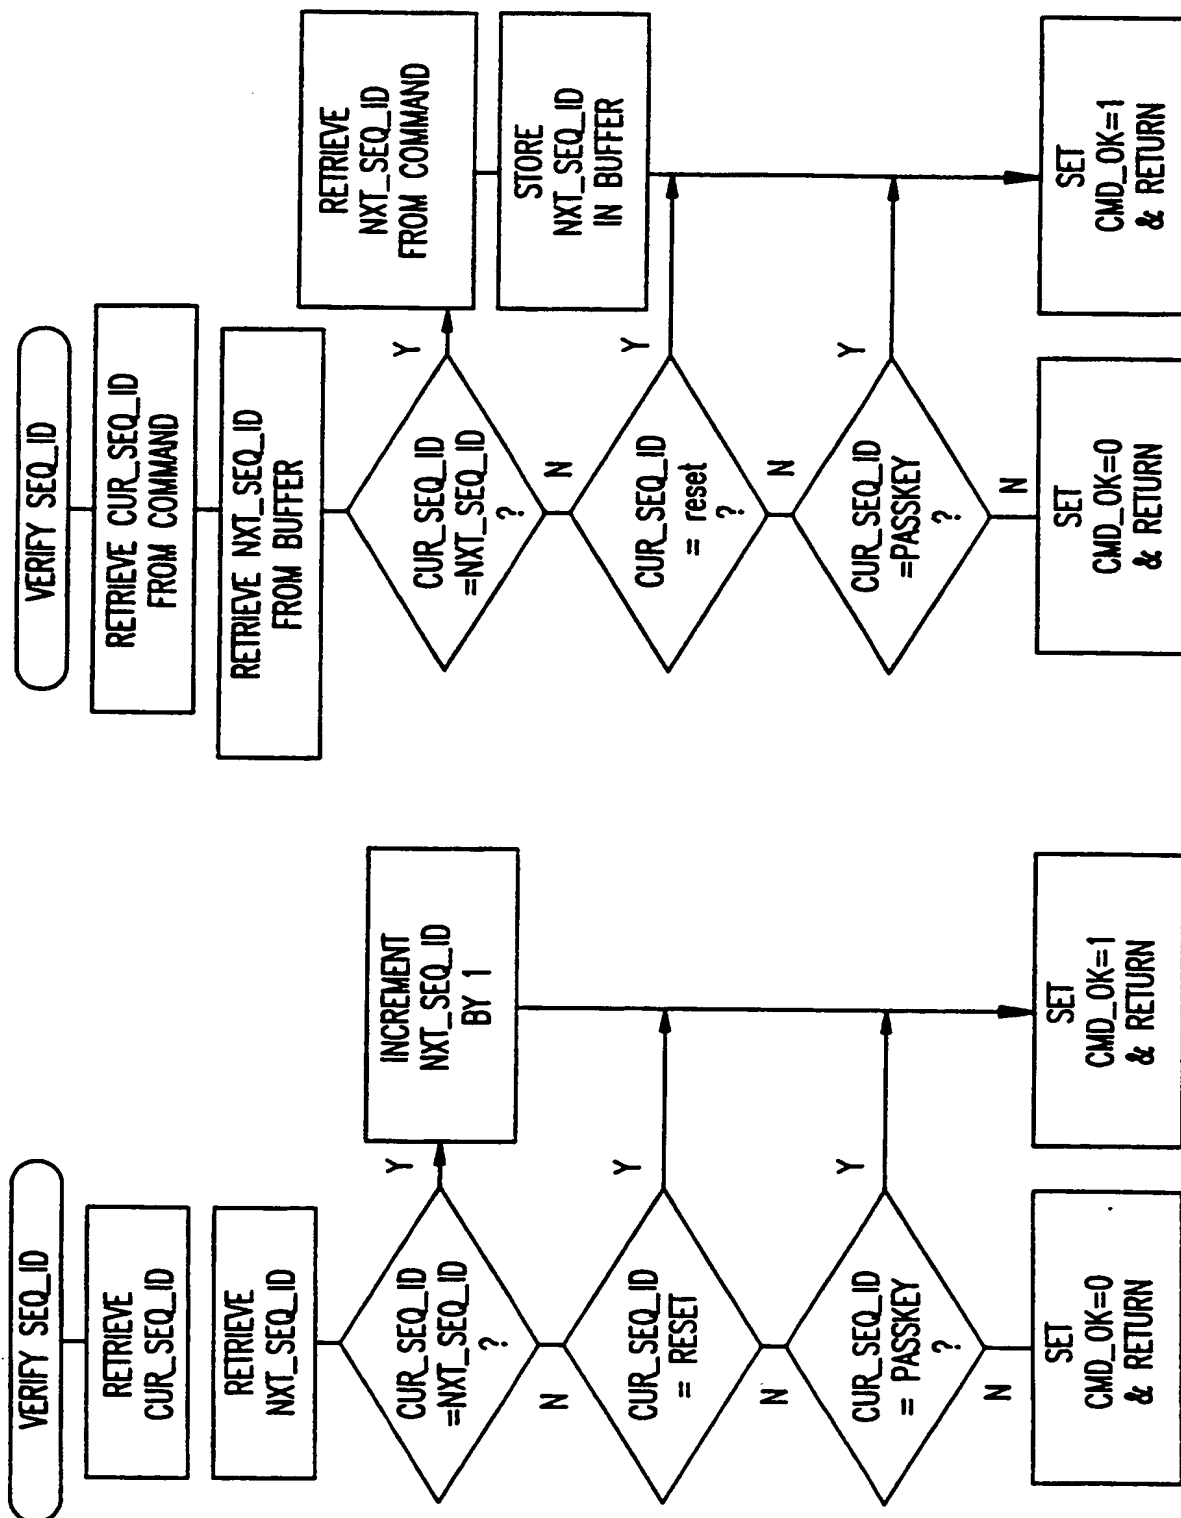 VERIFY SEQ_ID
RETRIEVE
CUR_SEQ_ID
RETRIEVE
NXT_SEQ_ID
CUR_SEQ_ID
=NXT_SEQ_ID
?
Y
INCREMENT
NXT_SEQ_ID
BY 1
N
CUR_SEQ_ID
= RESET
Y
N
CUR_SEQ_ID
= PASSKEY
?
Y
N
SET
CMD_OK=0
& RETURN
SET
CMD_OK=1
& RETURN
VERIFY SEQ_ID
RETRIEVE CUR_SEQ_ID
FROM COMMAND
RETRIEVE NXT_SEQ_ID
FROM BUFFER
CUR_SEQ_ID
=NXT_SEQ_ID
?
Y
RETRIEVE
NXT_SEQ_ID
FROM COMMAND
STORE
NXT_SEQ_ID
IN BUFFER
N
CUR_SEQ_ID
= reset
?
Y
N
CUR_SEQ_ID
=PASSKEY
?
Y
N
SET
CMD_OK=0
& RETURN
SET
CMD_OK=1
& RETURN